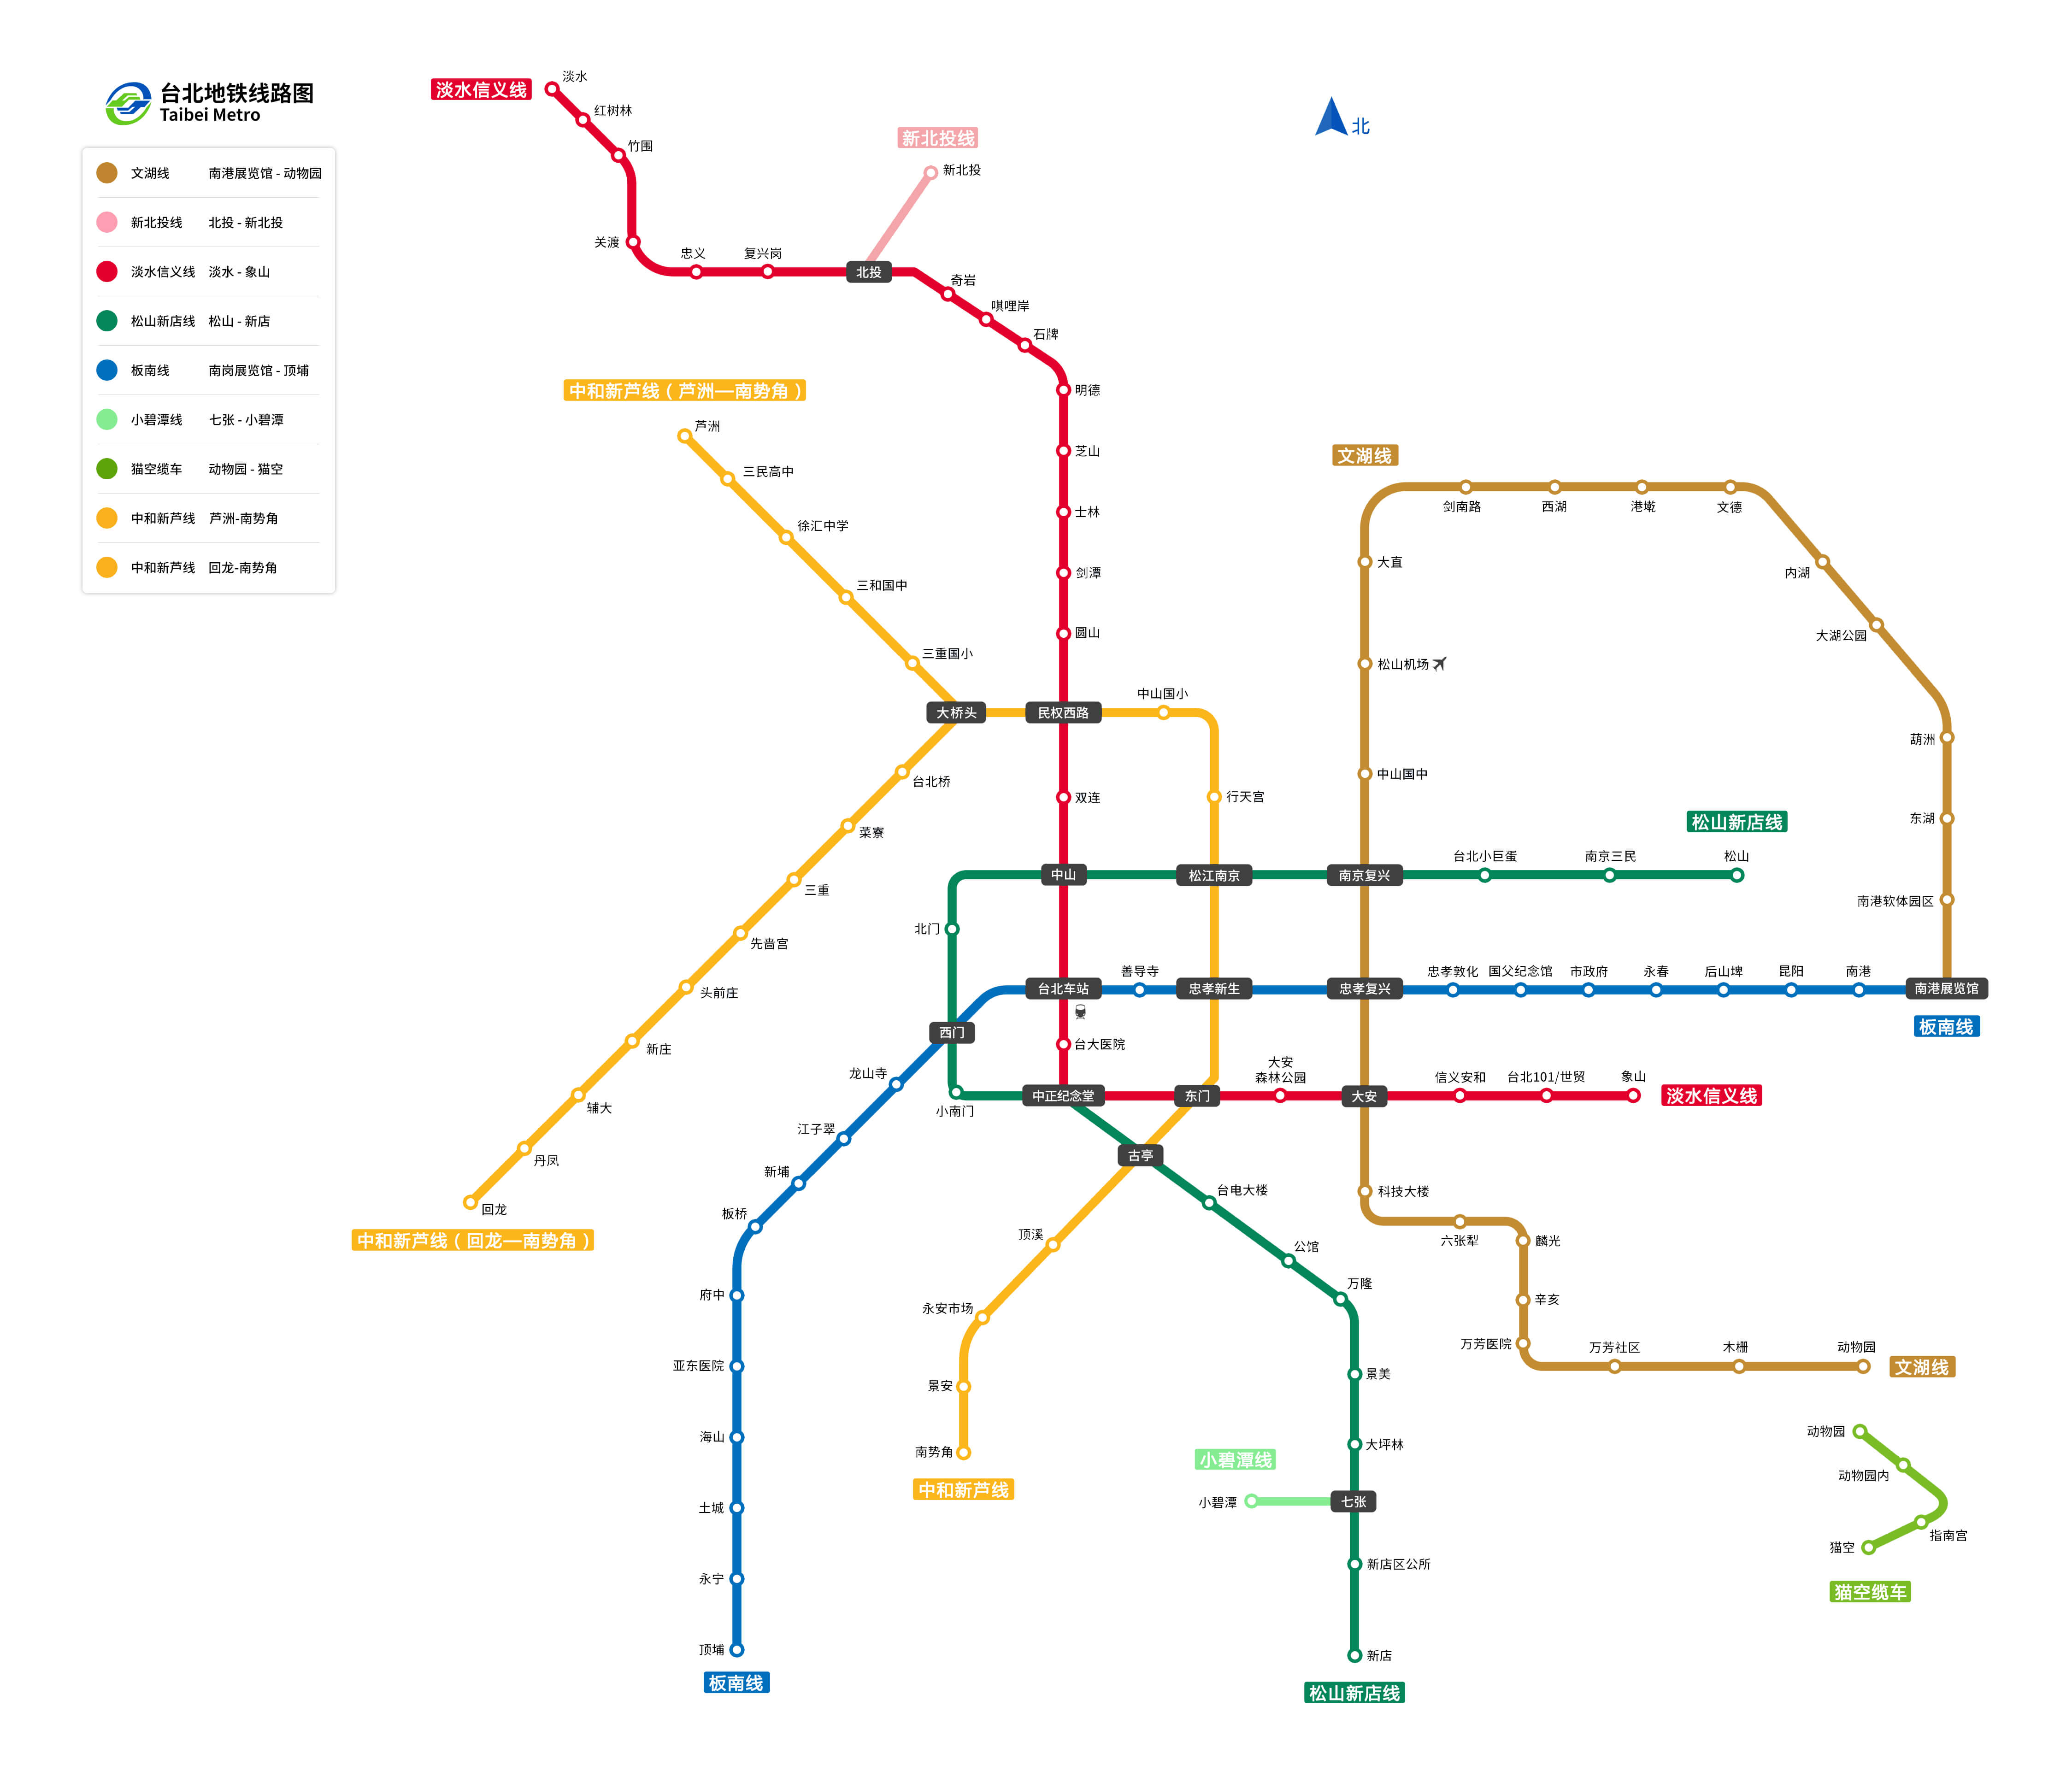 台北地铁线路图
Taibei Metro
文湖线 南港展览馆 - 动物园
新北投线 北投 - 新北投
淡水信义线 淡水 - 象山
松山新店线 松山 - 新店
板南线 南岗展览馆 - 顶埔
小碧潭线 七张 - 小碧潭
猫空缆车 动物园 - 猫空
中和新芦线 芦洲-南势角
中和新芦线 回龙-南势角
北
淡水信义线
淡水
红树林
竹围
关渡
忠义
复兴岗
北投
新北投线
新北投
奇岩
唭哩岸
石牌
明德
芝山
士林
剑潭
圆山
民权西路
双连
中山
台北车站
台大医院
中正纪念堂
东门
大安
森林公园
大安
信义安和
台北101/世贸
象山
淡水信义线
中和新芦线 ( 芦洲—南势角 )
芦洲
三民高中
徐汇中学
三和国中
三重国小
大桥头
中山国小
行天宫
松江南京
忠孝新生
台北桥
菜寮
三重
先啬宫
头前庄
新庄
辅大
丹凤
回龙
中和新芦线 ( 回龙—南势角 )
古亭
顶溪
永安市场
景安
南势角
中和新芦线
文湖线
剑南路
西湖
港墘
文德
内湖
大湖公园
葫洲
东湖
南港软体园区
南港展览馆
大直
松山机场
中山国中
南京复兴
忠孝复兴
科技大楼
六张犁
麟光
辛亥
万芳医院
万芳社区
木栅
动物园
文湖线
松山新店线
松山
南京三民
台北小巨蛋
北门
西门
小南门
台电大楼
公馆
万隆
景美
大坪林
七张
新店区公所
新店
松山新店线
小碧潭线
小碧潭
善导寺
忠孝敦化
国父纪念馆
市政府
永春
后山埤
昆阳
南港
板南线
龙山寺
江子翠
新埔
板桥
府中
亚东医院
海山
土城
永宁
顶埔
板南线
动物园
动物园内
指南宫
猫空
猫空缆车